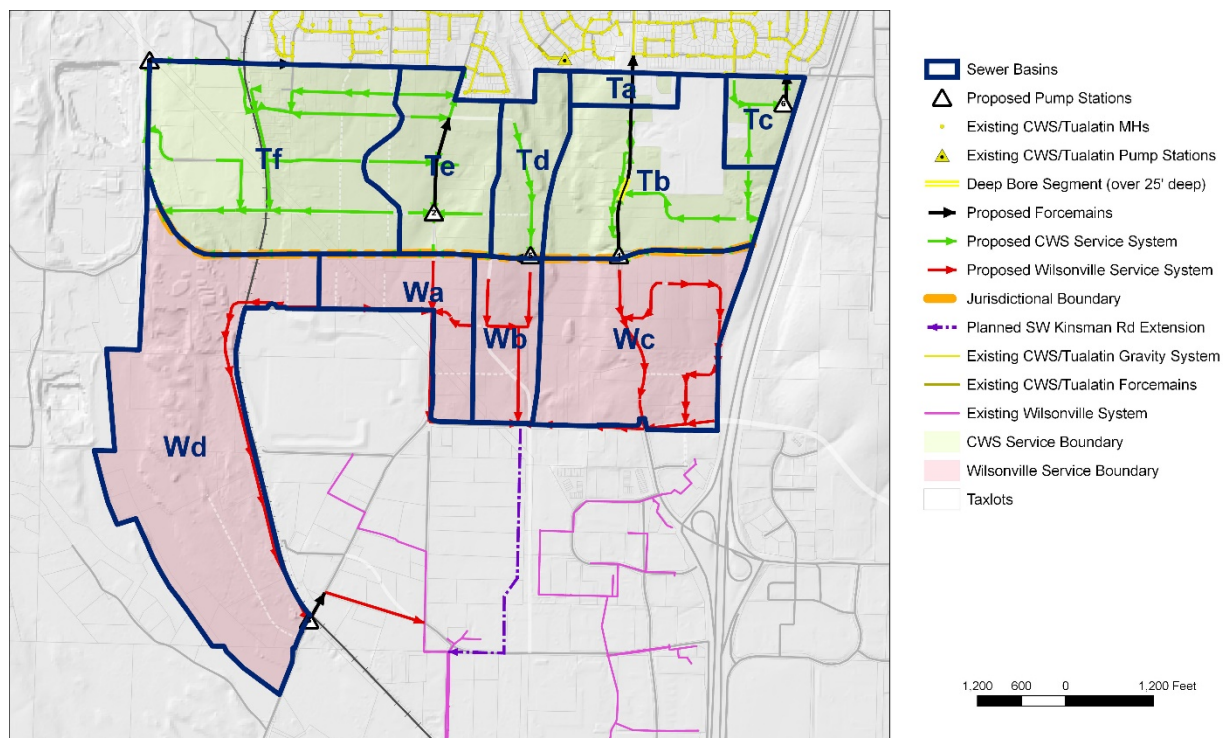 Ta
Tc
Tf
Te
Td
Tb
2
6
Wa
Wb
Wc
Wd
Sewer Basins
Proposed Pump Stations
Existing CWS/Tualatin MHs
Existing CWS/Tualatin Pump Stations
Deep Bore Segment (over 25' deep)
Proposed Forcemains
Proposed CWS Service System
Proposed Wilsonville Service System
Jurisdictional Boundary
Planned SW Kinsman Rd Extension
Existing CWS/Tualatin Gravity System
Existing CWS/Tualatin Forcemains
Existing Wilsonville System
CWS Service Boundary
Wilsonville Service Boundary
Taxlots
1,200 600 0 1,200 Feet